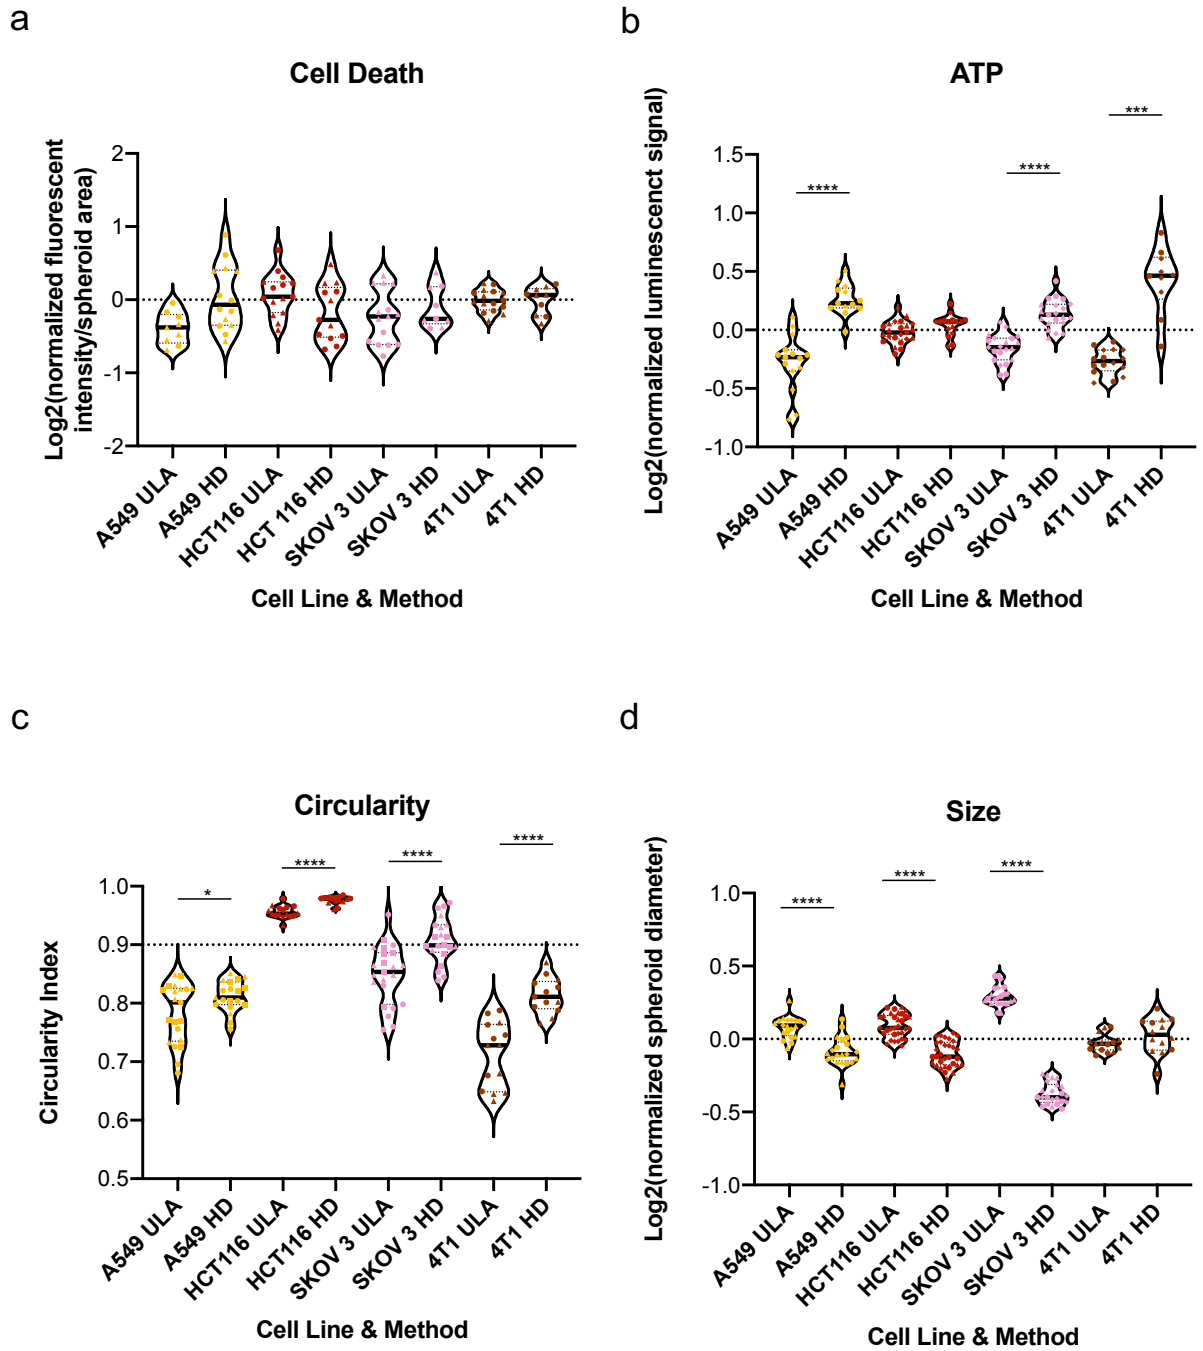 a
Cell Death
Log2(normalized fluorescent
intensity/spheroid area)
2
1
0
-1
-2
A549 ULA
A549 HD
HCT116 ULA
HCT 116 HD
SKOV 3 ULA
SKOV 3 HD
4T1 ULA
4T1 HD
Cell Line & Method
b
ATP
Log2(normalized luminescenct signal)
1.5
1.0
0.5
0.0
-0.5
-1.0
****
****
***
A549 ULA
A549 HD
HCT116 ULA
HCT116 HD
SKOV 3 ULA
SKOV 3 HD
4T1 ULA
4T1 HD
Cell Line & Method
c
Circularity
Circularity Index
1.0
0.9
0.8
0.7
0.6
0.5
*
****
****
****
A549 ULA
A549 HD
HCT116 ULA
HCT116 HD
SKOV 3 ULA
SKOV 3 HD
4T1 ULA
4T1 HD
Cell Line & Method
d
Size
Log2(normalized spheroid diameter)
1.0
0.5
0.0
-0.5
-1.0
****
****
****
A549 ULA
A549 HD
HCT116 ULA
HCT116 HD
SKOV 3 ULA
SKOV 3 HD
4T1 ULA
4T1 HD
Cell Line & Method